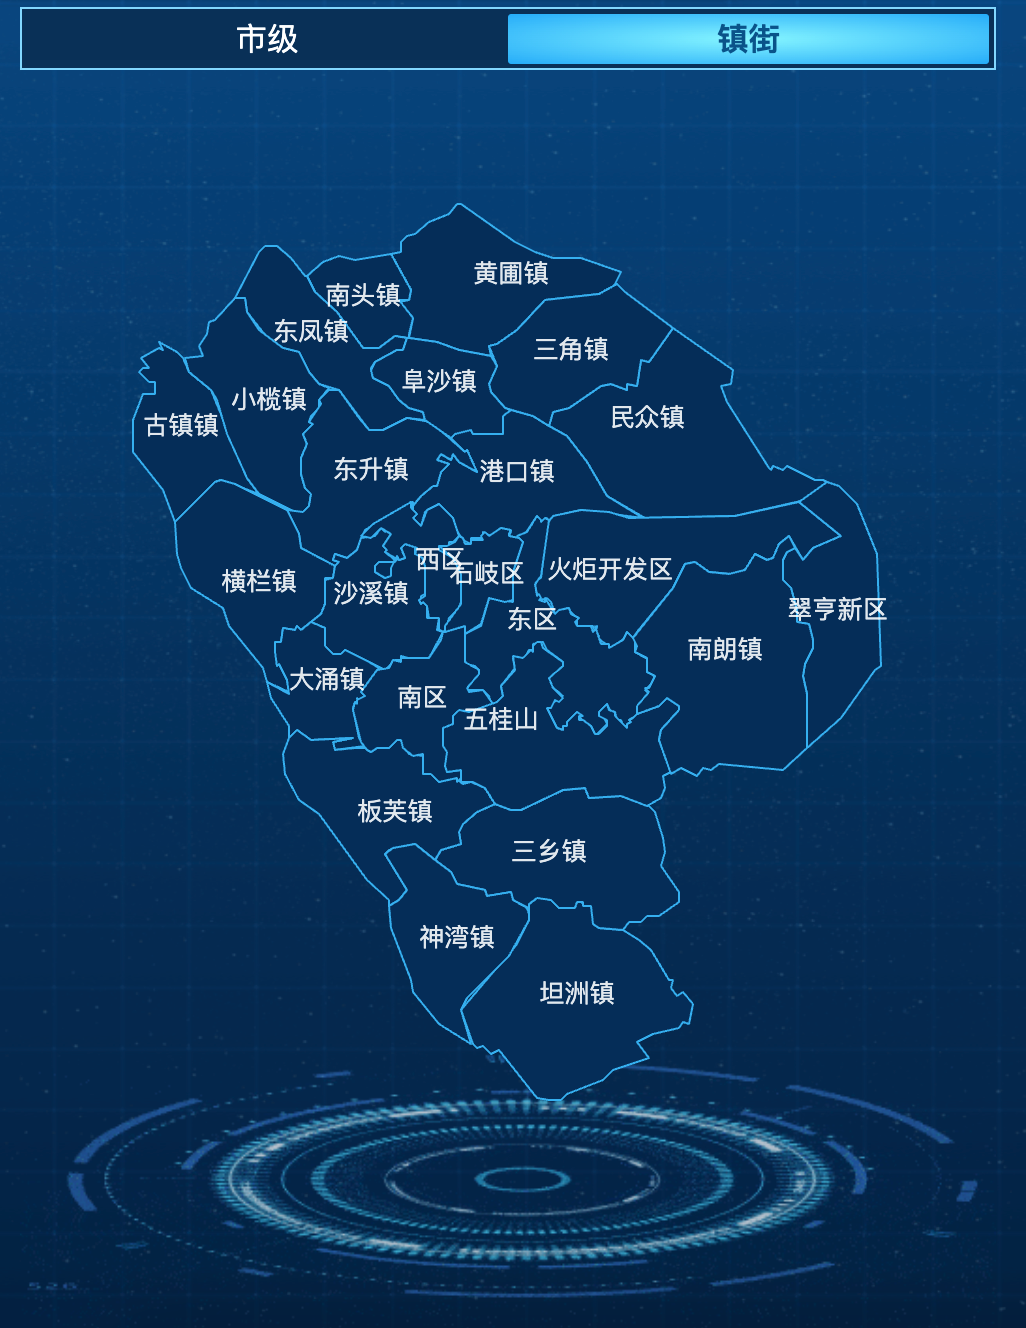 市级
镇街
黄圃镇
南头镇
东凤镇
三角镇
阜沙镇
小榄镇
民众镇
古镇镇
东升镇
港口镇
西区
石岐区
火炬开发区
横栏镇
沙溪镇
翠亨新区
东区
南朗镇
大涌镇
南区
五桂山
板芙镇
三乡镇
神湾镇
坦洲镇
526